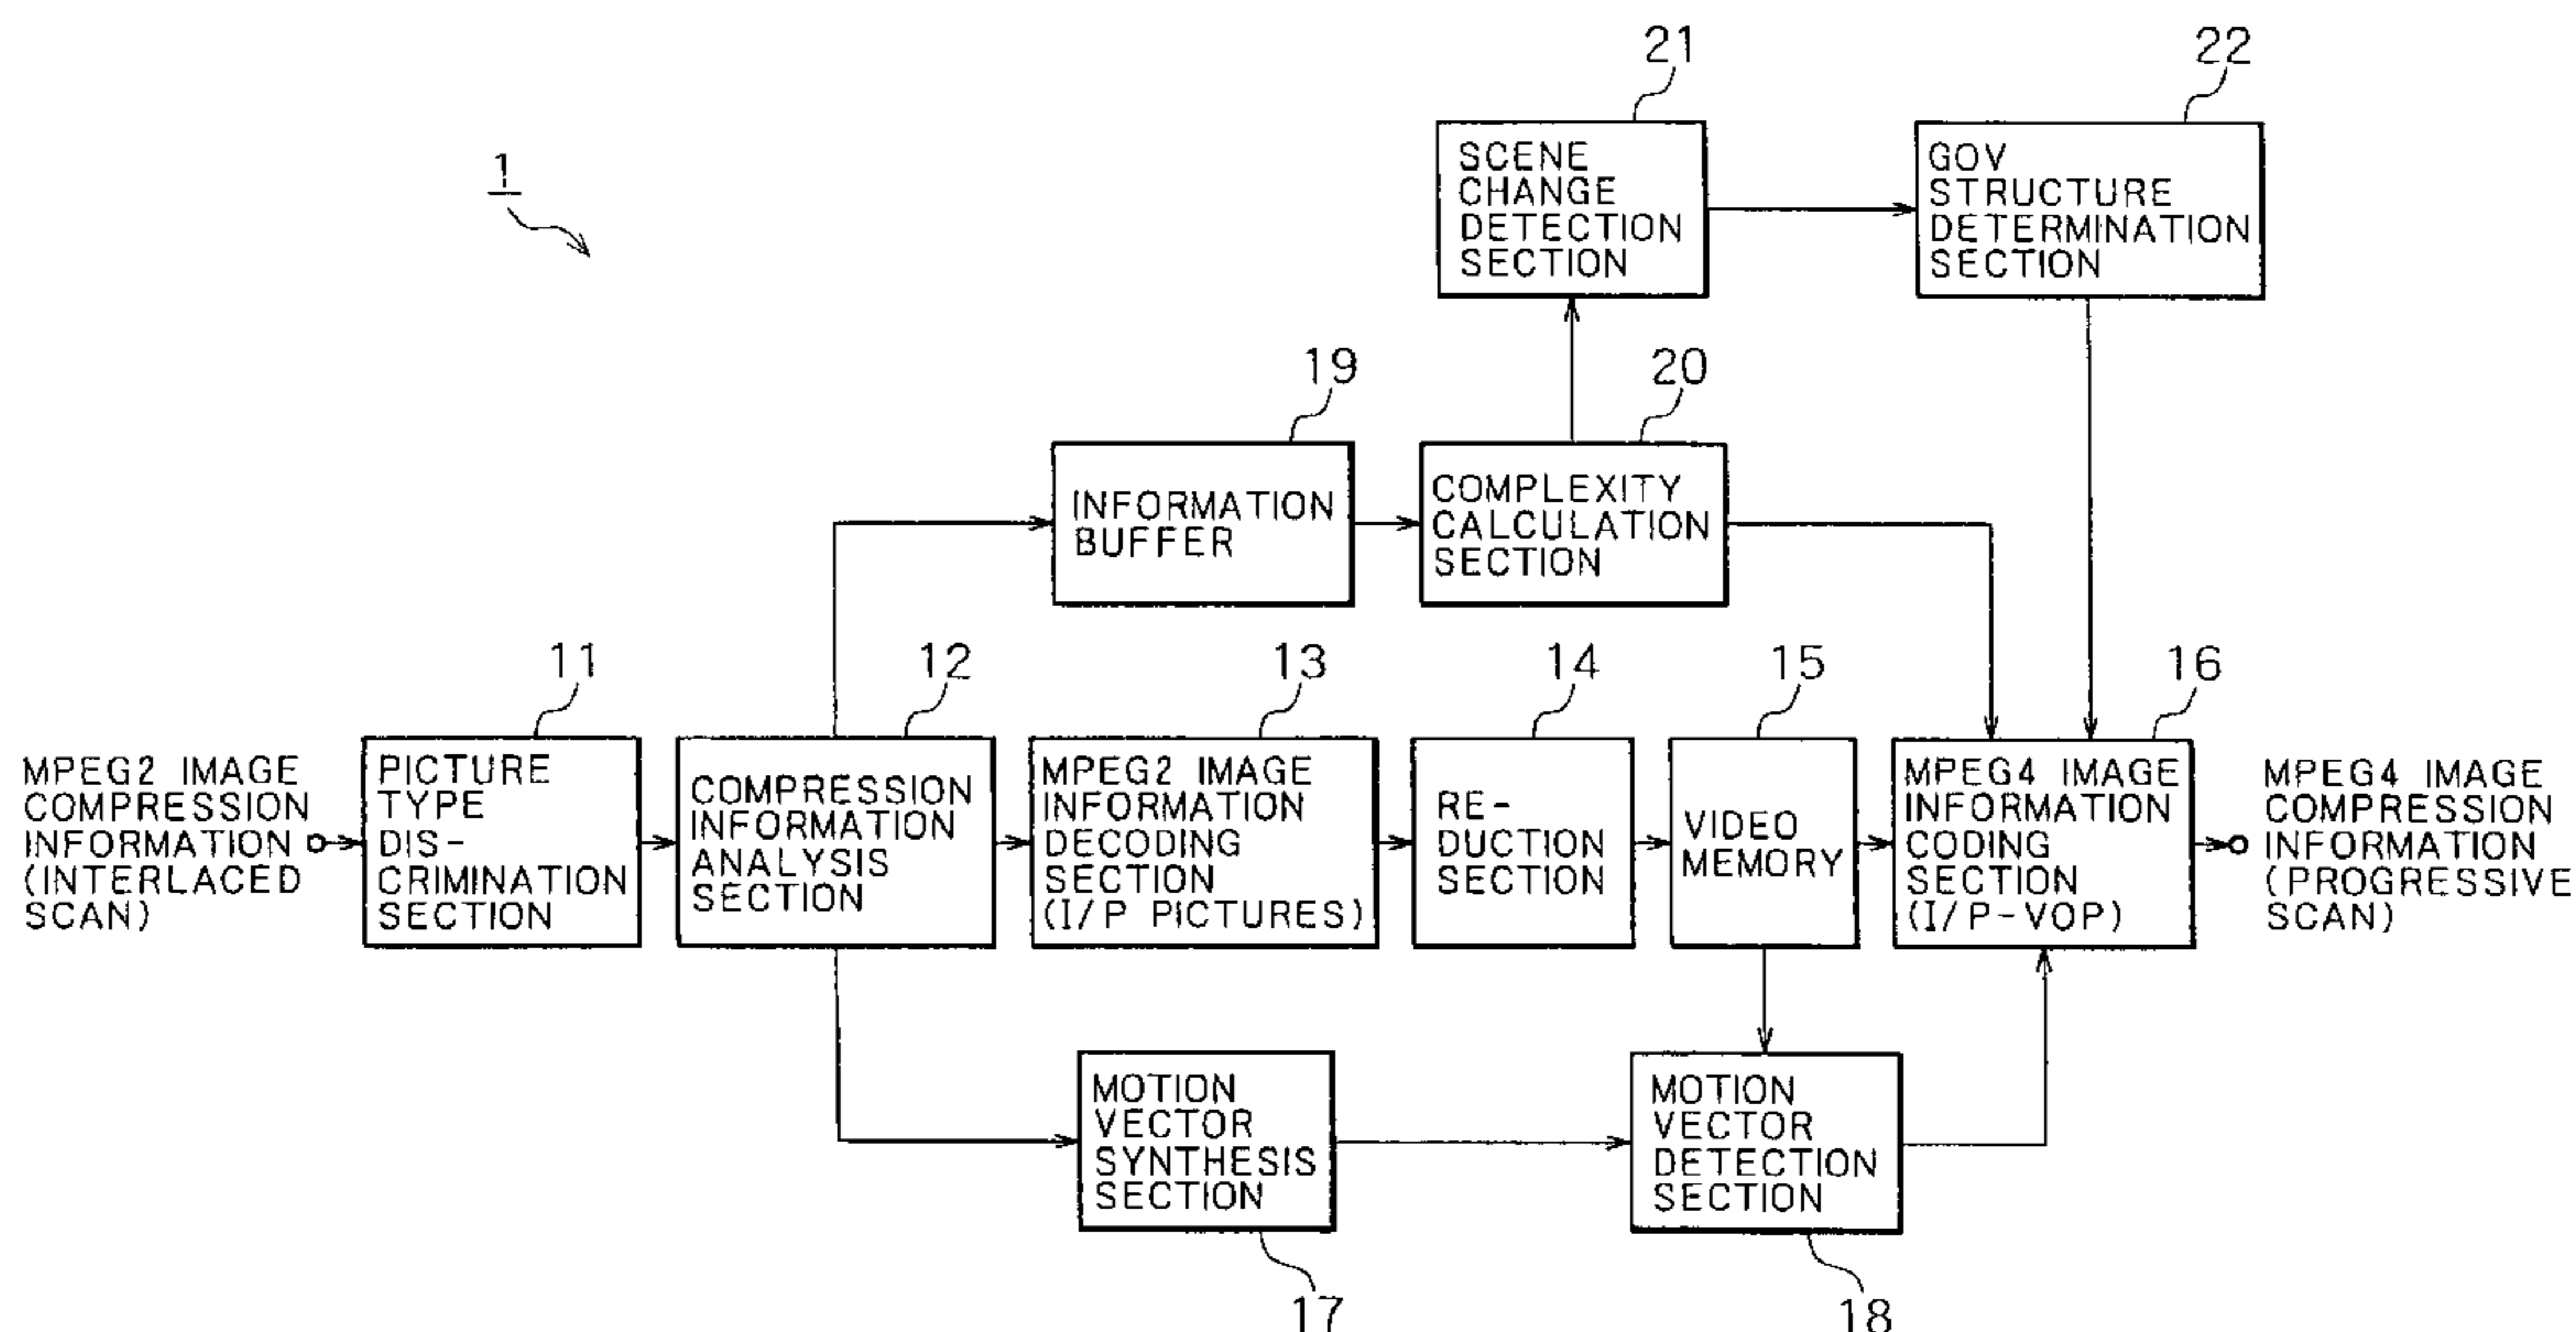 21
22
1
SCENE
CHANGE
DETECTION
SECTION
GOV
STRUCTURE
DETERMINATION
SECTION
19
20
INFORMATION
BUFFER
COMPLEXITY
CALCULATION
SECTION
11
12
13
14
15
16
MPEG2 IMAGE
COMPRESSION
INFORMATION
(INTERLACED
SCAN)
PICTURE
TYPE
DIS-
CRIMINATION
SECTION
COMPRESSION
INFORMATION
ANALYSIS
SECTION
MPEG2 IMAGE
INFORMATION
DECODING
SECTION
(I/P PICTURES)
RE-
DUCTION
SECTION
VIDEO
MEMORY
MPEG4 IMAGE
INFORMATION
CODING
SECTION
(I/P-VOP)
MPEG4 IMAGE
COMPRESSION
INFORMATION
(PROGRESSIVE
SCAN)
MOTION
VECTOR
SYNTHESIS
SECTION
MOTION
VECTOR
DETECTION
SECTION
17
18